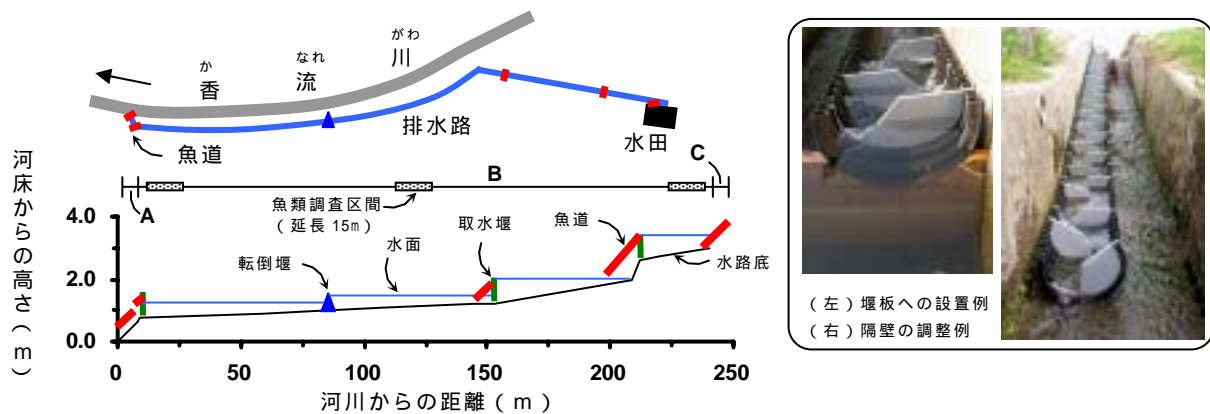 か なれ がわ
香 流 川
排水路
水田
魚道
A B C
魚類調査区間
(延長 15m)
取水堰
魚道
水面
転倒堰
水路底
河床からの高さ(m)
4.0
2.0
0.0
0 50 100 150 200 250
河川からの距離(m)
(左)堰板への設置例
(右)隔壁の調整例